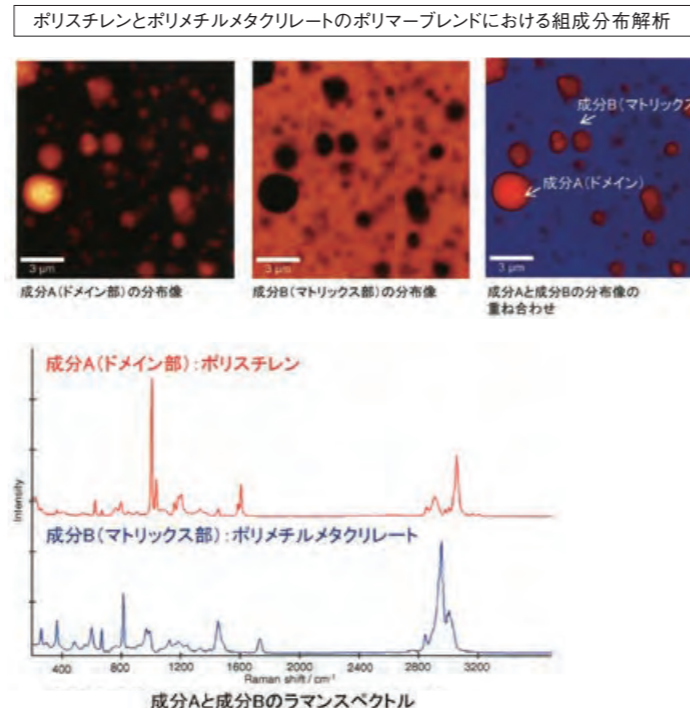 ポリスチレンとポリメチルメタクリレートのポリマーブレンドにおける組成分布解析
成分B(マトリックス
成分A(ドメイン)
3 μm
3 μm
3 μm
成分A(ドメイン部)の分布像
成分B(マトリックス部)の分布像
成分Aと成分Bの分布像の
重ね合わせ
成分A(ドメイン部):ポリスチレン
Intensity
成分B(マトリックス部):ポリメチルメタクリレート
400 800 1200 1600 2000 2400 2800 3200
Raman shift / cm⁻¹
成分Aと成分Bのラマンスペクトル